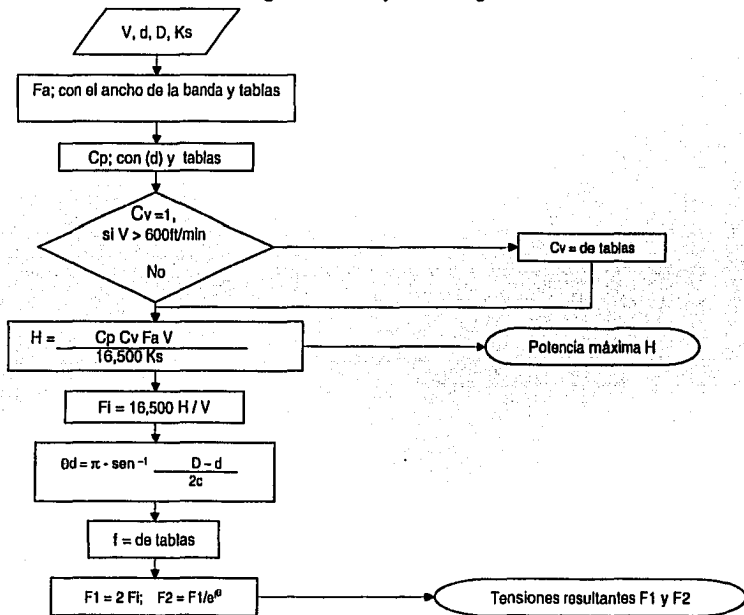 V, d, D, Ks
Fa; con el ancho de la banda y tablas
Cp; con (d) y tablas
Cv =1,
si V > 600ft/min
No
Cv = de tablas
H = Cp Cv Fa V
16,500 Ks
Potencia máxima H
Fi = 16,500 H / V
θd = π - sen⁻¹ D – d
2c
f = de tablas
F1 = 2 Fi; F2 = F1/e^fθ
Tensiones resultantes F1 y F2